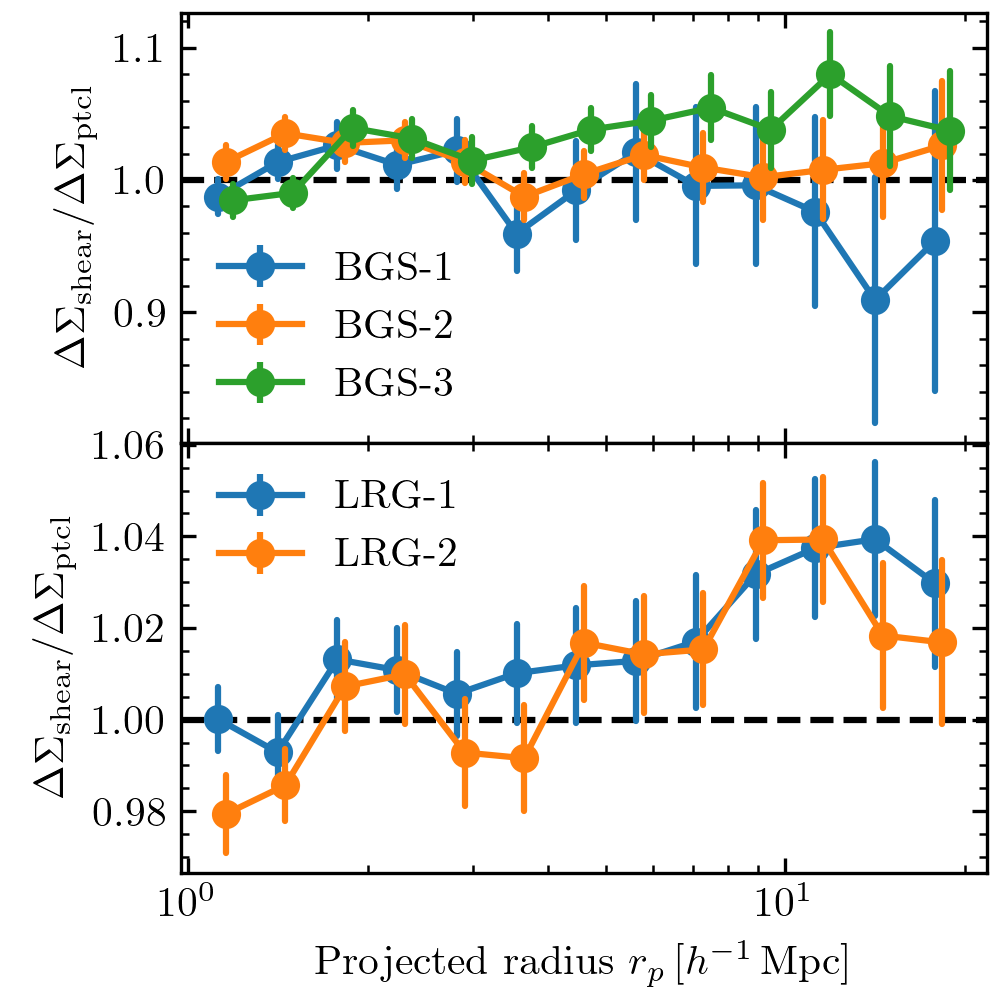 1.1
1.0
0.9
ΔΣshear/ΔΣptcl
BGS-1
BGS-2
BGS-3
1.06
1.04
1.02
1.00
0.98
ΔΣshear/ΔΣptcl
LRG-1
LRG-2
10⁰ 10¹
Projected radius rₚ [h⁻¹ Mpc]